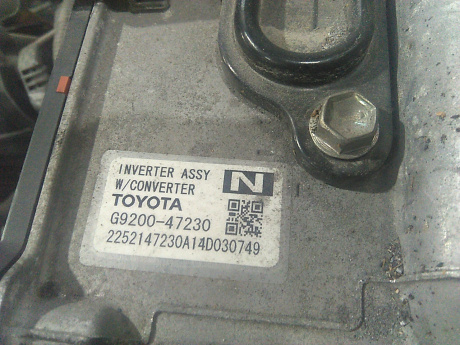 INVERTER ASSY
W/CONVERTER
N
TOYOTA
G9200-47230
2252147230A14D030749